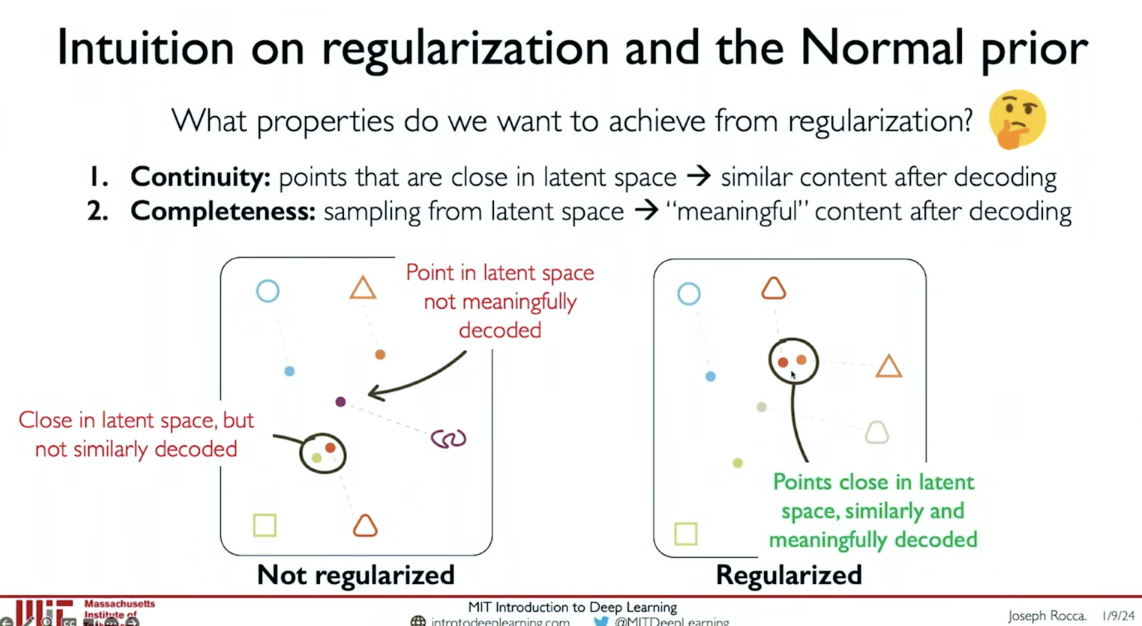 Intuition on regularization and the Normal prior
What properties do we want to achieve from regularization?
1. Continuity: points that are close in latent space → similar content after decoding
2. Completeness: sampling from latent space → “meaningful” content after decoding
Point in latent space
not meaningfully
decoded
Close in latent space, but
not similarly decoded
Not regularized
Points close in latent
space, similarly and
meaningfully decoded
Regularized
Massachusetts
Institute of
MIT Introduction to Deep Learning
introtodeeplearning.com @MITDeepLearning
Joseph Rocca. 1/9/24